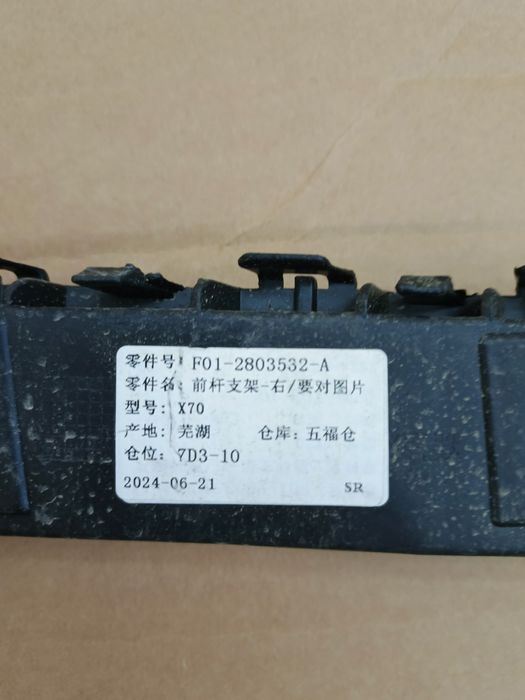 零件号: F01-2803532-A
零件名: 前杆支架-右/要对图片
型号: X70
产地: 芜湖 仓库: 五福仓
仓位: 7D3-10
2024-06-21 SR